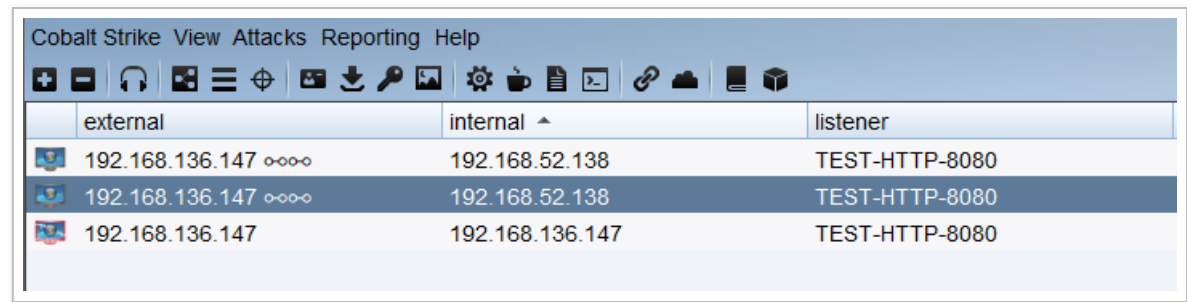 Cobalt Strike View Attacks Reporting Help
external internal listener
192.168.136.147 192.168.52.138 TEST-HTTP-8080
192.168.136.147 192.168.52.138 TEST-HTTP-8080
192.168.136.147 192.168.136.147 TEST-HTTP-8080